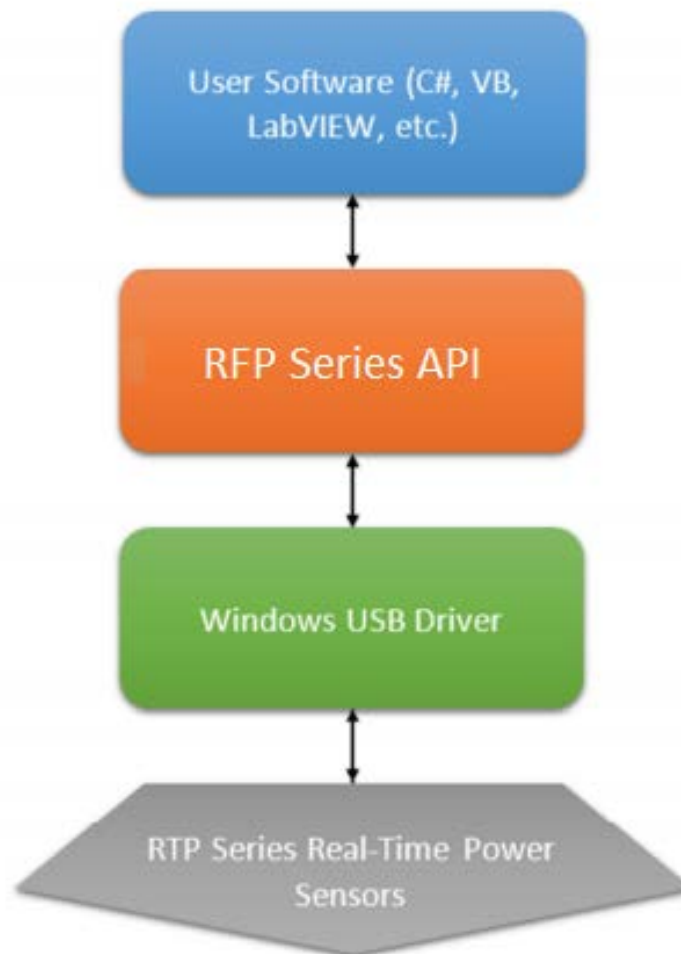 User Software (C#, VB,
LabVIEW, etc.)
RFP Series API
Windows USB Driver
RTP Series Real-Time Power
Sensors